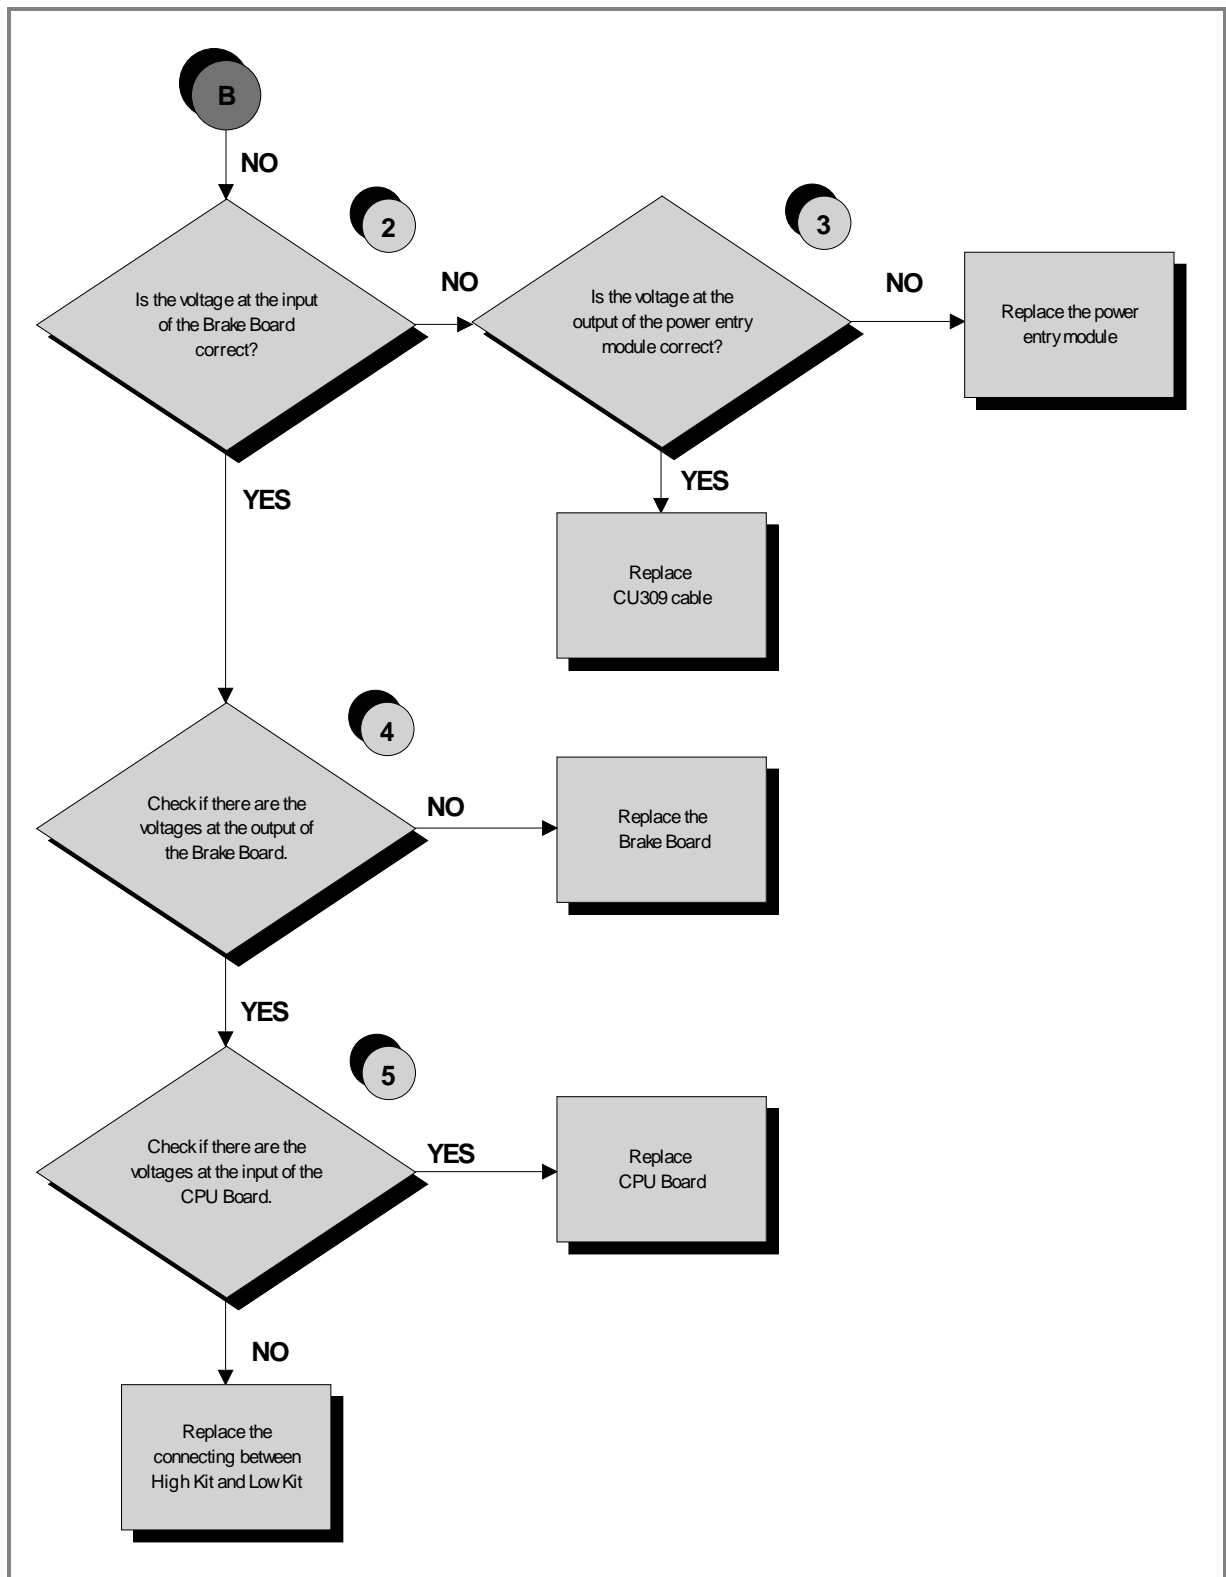 B
NO
2
3
Is the voltage at the input
of the Brake Board
correct?
NO
Is the voltage at the
output of the power entry
module correct?
NO
Replace the power
entry module
YES
YES
Replace
CU309 cable
4
Check if there are the
voltages at the output of
the Brake Board.
NO
Replace the
Brake Board
YES
5
Check if there are the
voltages at the input of the
CPU Board.
YES
Replace
CPU Board
NO
Replace the
connecting between
High Kit and Low Kit